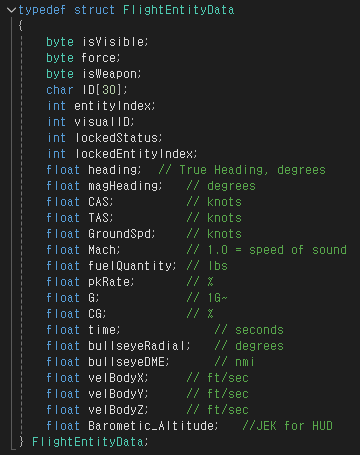 typedef struct FlightEntityData
{
byte isVisible;
byte force;
byte isWeapon;
char ID[30];
int entityIndex;
int visualID;
int lockedStatus;
int lockedEntityIndex;
float heading; // True Heading, degrees
float magHeading; // degrees
float CAS; // knots
float TAS; // knots
float GroundSpd; // knots
float Mach; // 1.0 = speed of sound
float fuelQuantity; // lbs
float pkRate; // %
float G; // 1G~
float CG; // %
float time; // seconds
float bullseyeRadial; // degrees
float bullseyeDME; // nmi
float velBodyX; // ft/sec
float velBodyY; // ft/sec
float velBodyZ; // ft/sec
float Barometic_Altitude; //JEK for HUD
} FlightEntityData;